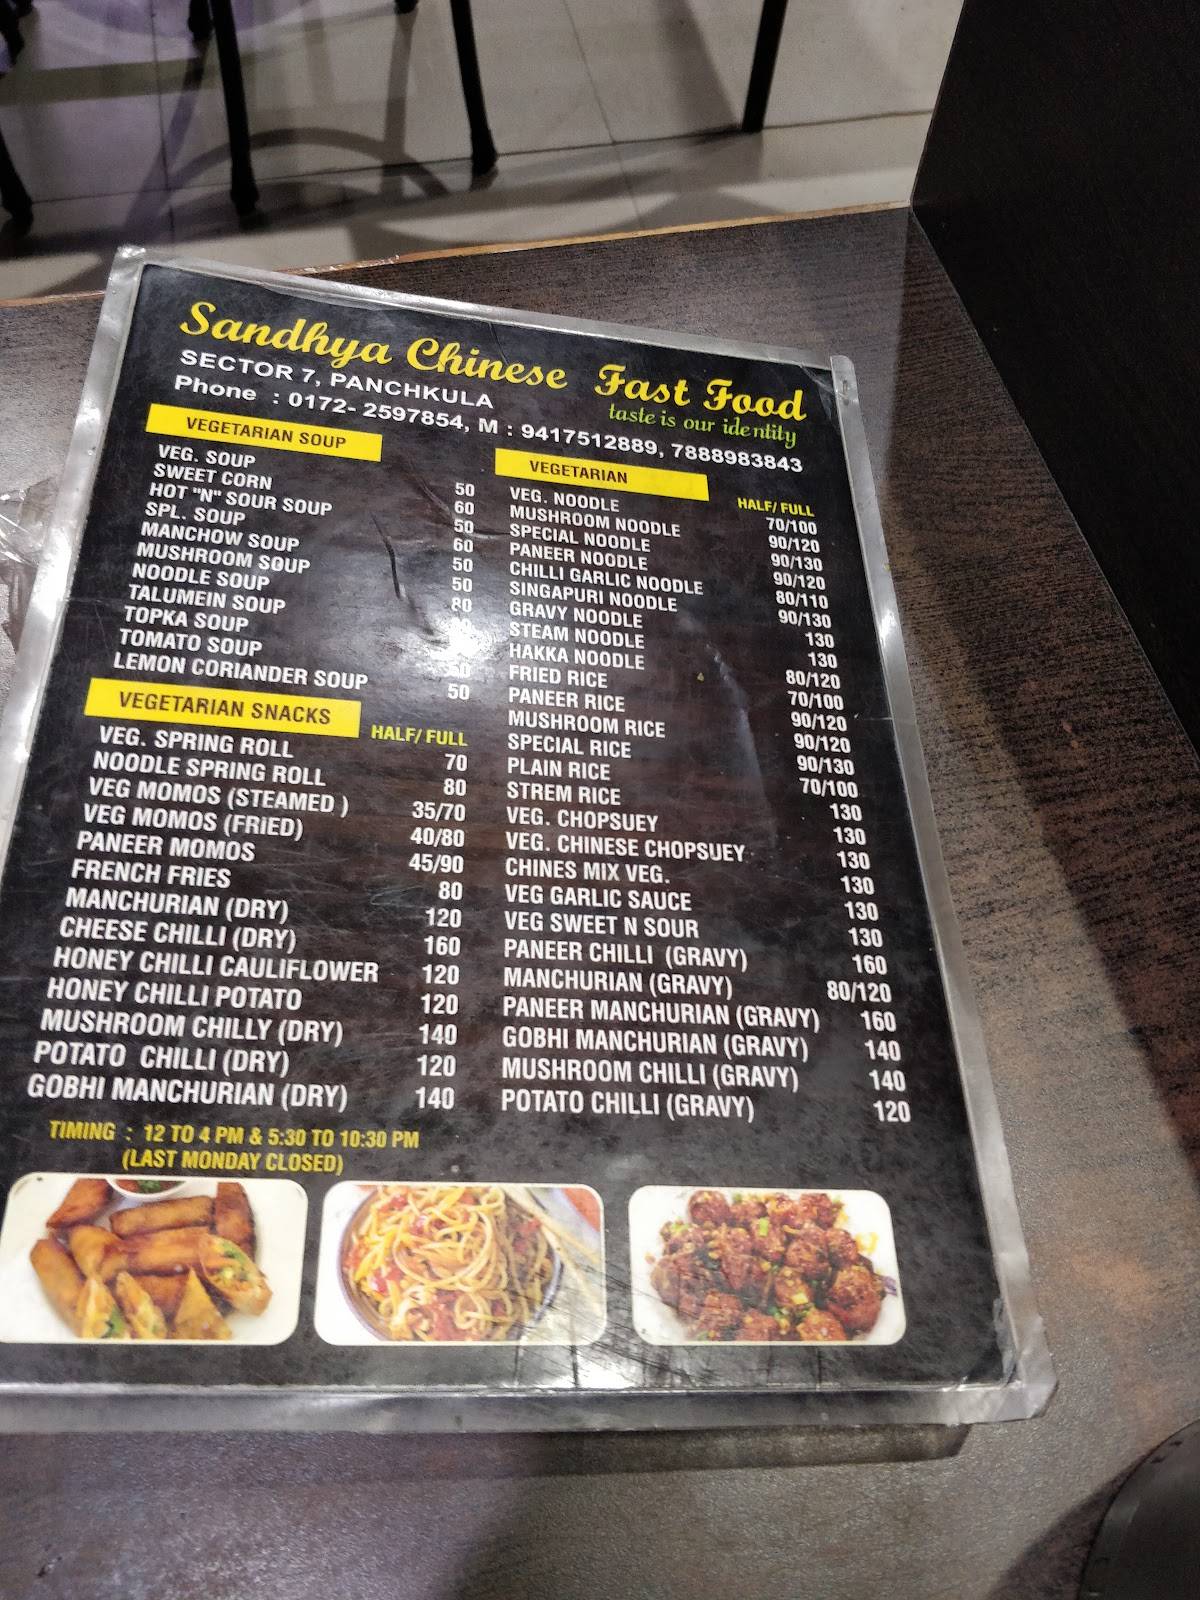 Sandhya Chinese Fast Food
taste is our identity
SECTOR 7, PANCHKULA
Phone : 0172- 2597854, M : 9417512889, 7888983843
VEGETARIAN SOUP
VEG. SOUP 50
SWEET CORN 60
HOT "N" SOUR SOUP 50
SPL. SOUP 60
MANCHOW SOUP 50
MUSHROOM SOUP 50
NOODLE SOUP
TALUMEIN SOUP
TOPKA SOUP
TOMATO SOUP
LEMON CORIANDER SOUP 50
VEGETARIAN SNACKS HALF/ FULL
VEG. SPRING ROLL 70
NOODLE SPRING ROLL 80
VEG MOMOS (STEAMED ) 35/70
VEG MOMOS (FRIED) 40/80
PANEER MOMOS 45/90
FRENCH FRIES 80
MANCHURIAN (DRY) 120
CHEESE CHILLI (DRY) 160
HONEY CHILLI CAULIFLOWER 120
HONEY CHILLI POTATO 120
MUSHROOM CHILLY (DRY) 140
POTATO CHILLI (DRY) 120
GOBHI MANCHURIAN (DRY) 140
TIMING : 12 TO 4 PM & 5:30 TO 10:30 PM
(LAST MONDAY CLOSED)
VEGETARIAN HALF/ FULL
VEG. NOODLE 70/100
MUSHROOM NOODLE 90/120
SPECIAL NOODLE 90/130
PANEER NOODLE 90/120
CHILLI GARLIC NOODLE 80/110
SINGAPURI NOODLE 90/130
GRAVY NOODLE 130
STEAM NOODLE 130
HAKKA NOODLE 80/120
FRIED RICE 70/100
PANEER RICE 90/120
MUSHROOM RICE 90/120
SPECIAL RICE 90/130
PLAIN RICE 70/100
STREM RICE 130
VEG. CHOPSUEY 130
VEG. CHINESE CHOPSUEY 130
CHINES MIX VEG. 130
VEG GARLIC SAUCE 130
VEG SWEET N SOUR 130
PANEER CHILLI (GRAVY) 160
MANCHURIAN (GRAVY) 80/120
PANEER MANCHURIAN (GRAVY) 160
GOBHI MANCHURIAN (GRAVY) 140
MUSHROOM CHILLI (GRAVY) 140
POTATO CHILLI (GRAVY) 120